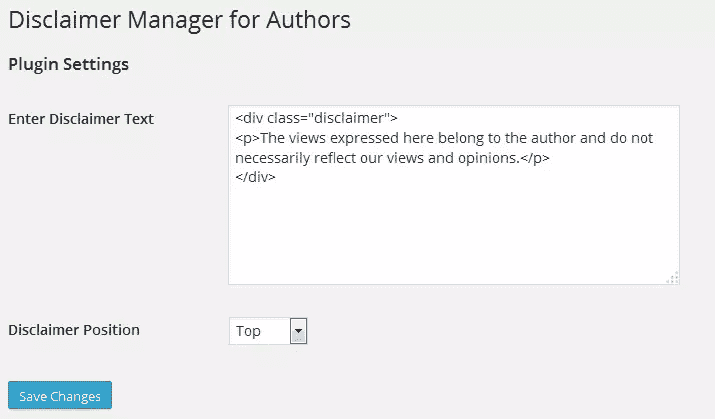 Disclaimer Manager for Authors
Plugin Settings
Enter Disclaimer Text
<div class="disclaimer">
<p>The views expressed here belong to the author and do not
necessarily reflect our views and opinions.</p>
</div>
Disclaimer Position
Top
Save Changes